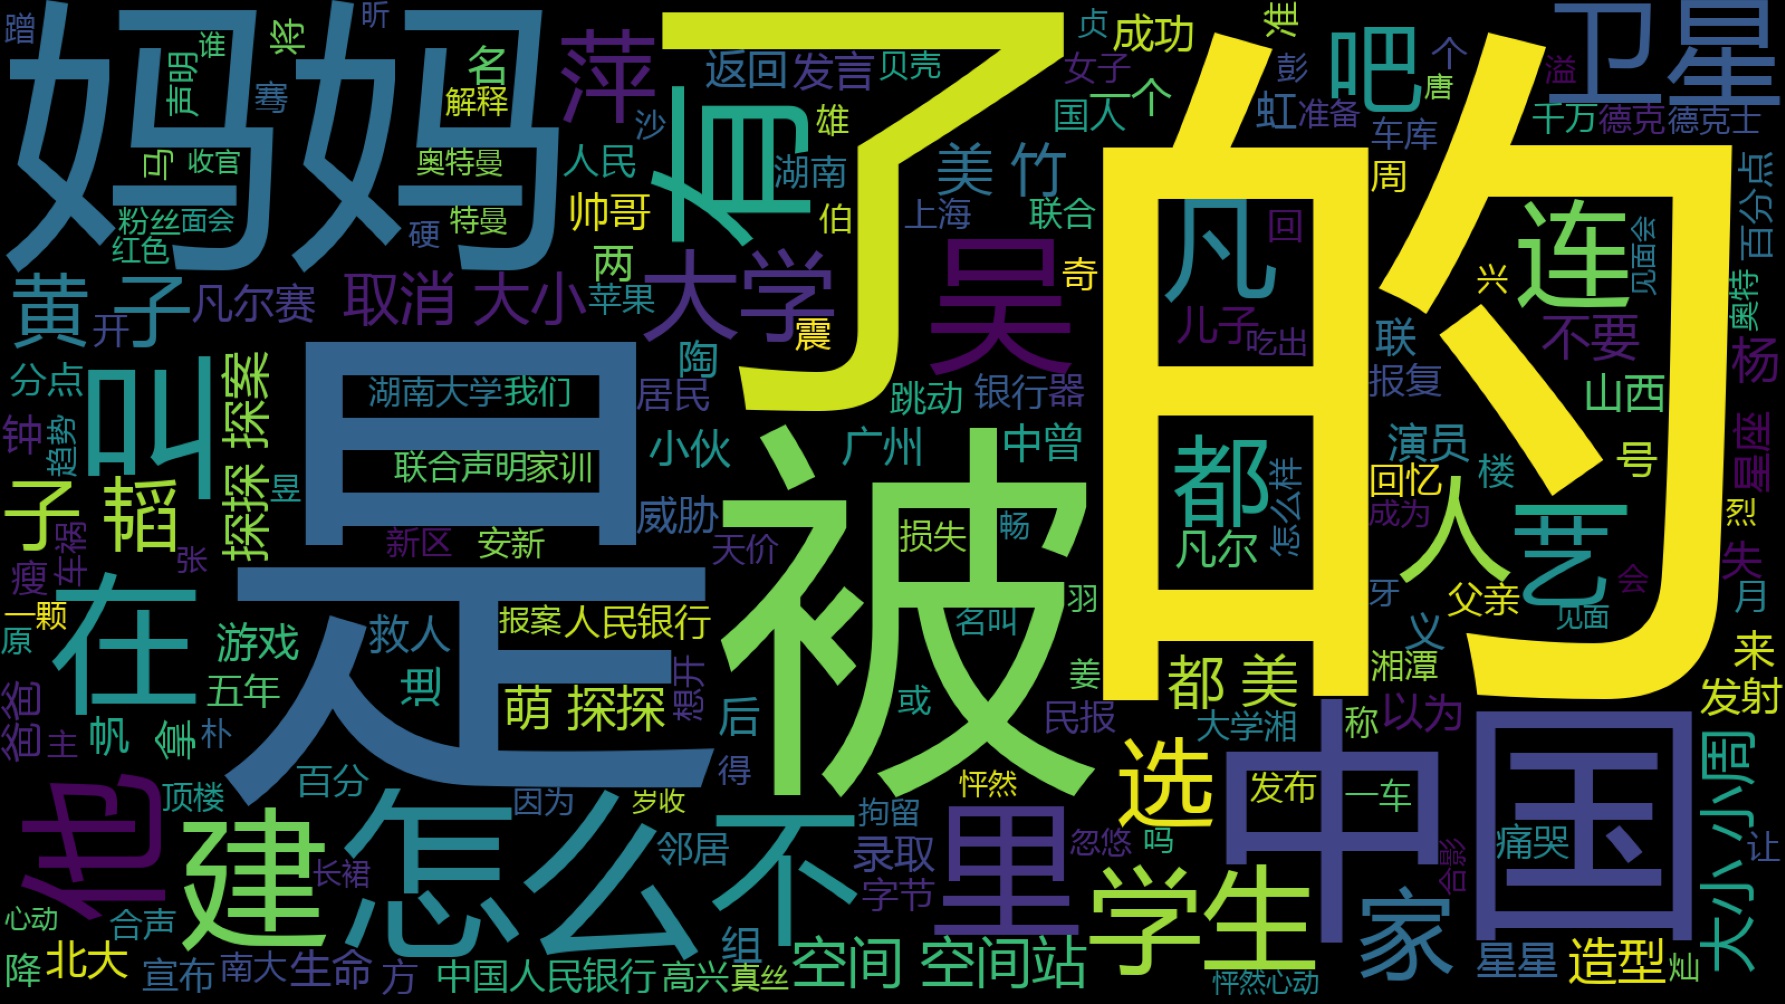 蹭
谁
将
昕
妈妈
声明
骞
名
解释
萍
了
返回
发言
贝壳
贞
成功
准
女子
一个
彭
吧
个
唐
溢
卫星
沙
有
雄
国人
虹
准备
车库
千万
德克
德克士
马
收官
奥特曼
人民
湖南
美
竹
的
周
粉丝
面会
红色
硬
特曼
帅哥
伯
上海
联合
凡
回
连
见面会
百分点
黄
子
开
凡尔赛
取消
大小
两
苹果
大学
震
吴
奇
儿子
吃出
兴
联
不要
奥特
杨
分点
叫
探案
探探
是
湖南大学
我们
陶
居民
跳动
银行
器
报复
山西
钟
趋势
昱
联合声明
家训
小伙
广州
中曾
都
怎么样
演员
回忆
楼
号
星座
子
韬
新区
安新
威胁
天价
被
损失
畅
凡尔
成为
人
艺
烈
失
车祸
瘦
张
一颗
原
在
游戏
五年
救人
迪
报案
人民银行
名叫
羽
牙
父亲
会
见面
月
义
爸爸
主
帆
拿
朴
萌
探探
想开
后
或
姜
民报
都
美
大学湘
湘潭
称
以为
来
发射
他
顶楼
百分
因为
岁收
得
怦然
选
发布
一车
中国
大小周
建
怎么
长裙
邻居
不
拘留
录取
字节
里
忽悠
吗
学生
合影
家
痛哭
让
心动
合声
降
北大
宣布
南大
生命
方
中国人民银行
高兴
真丝
组
空间
空间站
怦然心动
星星
造型
灿